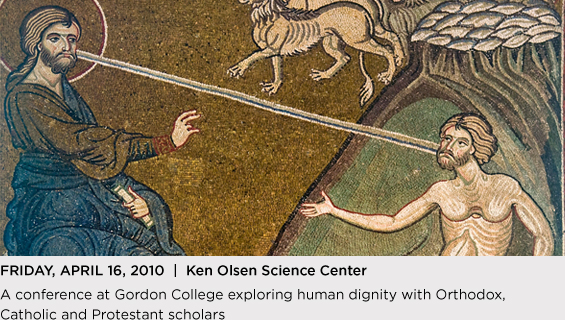 FRIDAY, APRIL 16, 2010 | Ken Olsen Science Center
A conference at Gordon College exploring human dignity with Orthodox,
Catholic and Protestant scholars